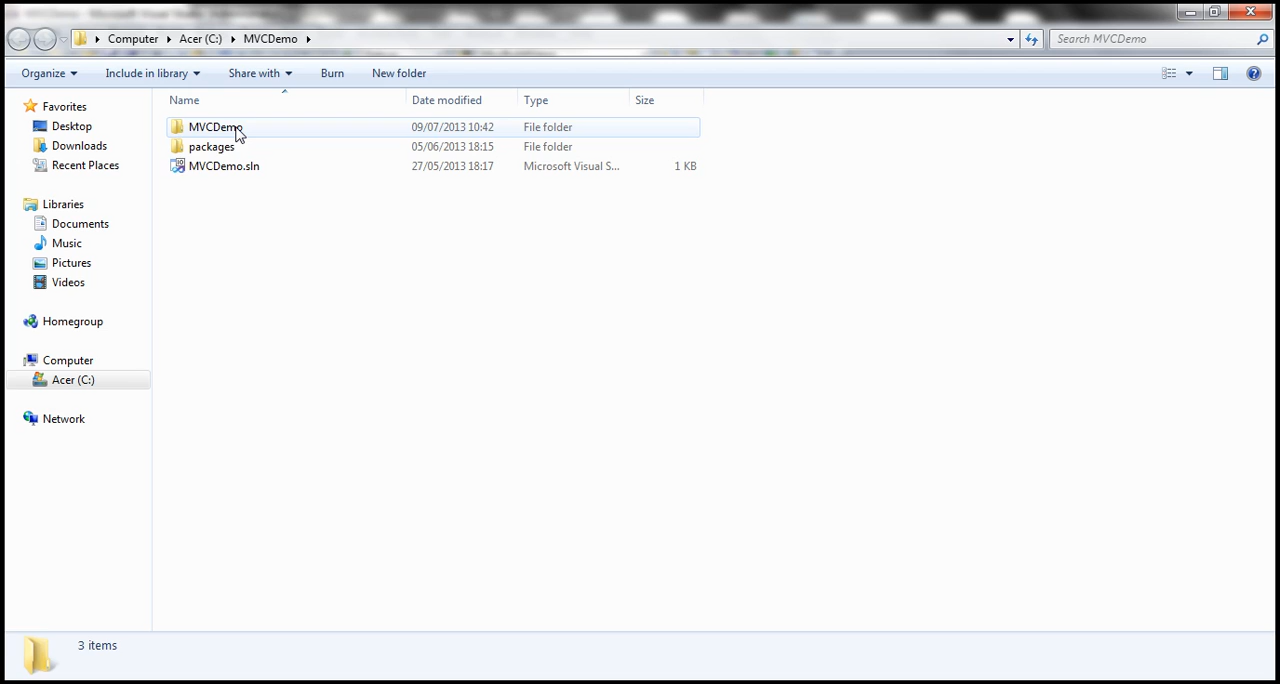 Computer Acer (C:) MVCDemo Search MVCDemo
Organize Include in library Share with Burn New folder
Favorites
Desktop
Downloads
Recent Places
Libraries
Documents
Music
Pictures
Videos
Homegroup
Computer
Acer (C:)
Network
Name Date modified Type Size
MVCDemo 09/07/2013 10:42 File folder
packages 05/06/2013 18:15 File folder
MVCDemo.sln 27/05/2013 18:17 Microsoft Visual S... 1 KB
3 items